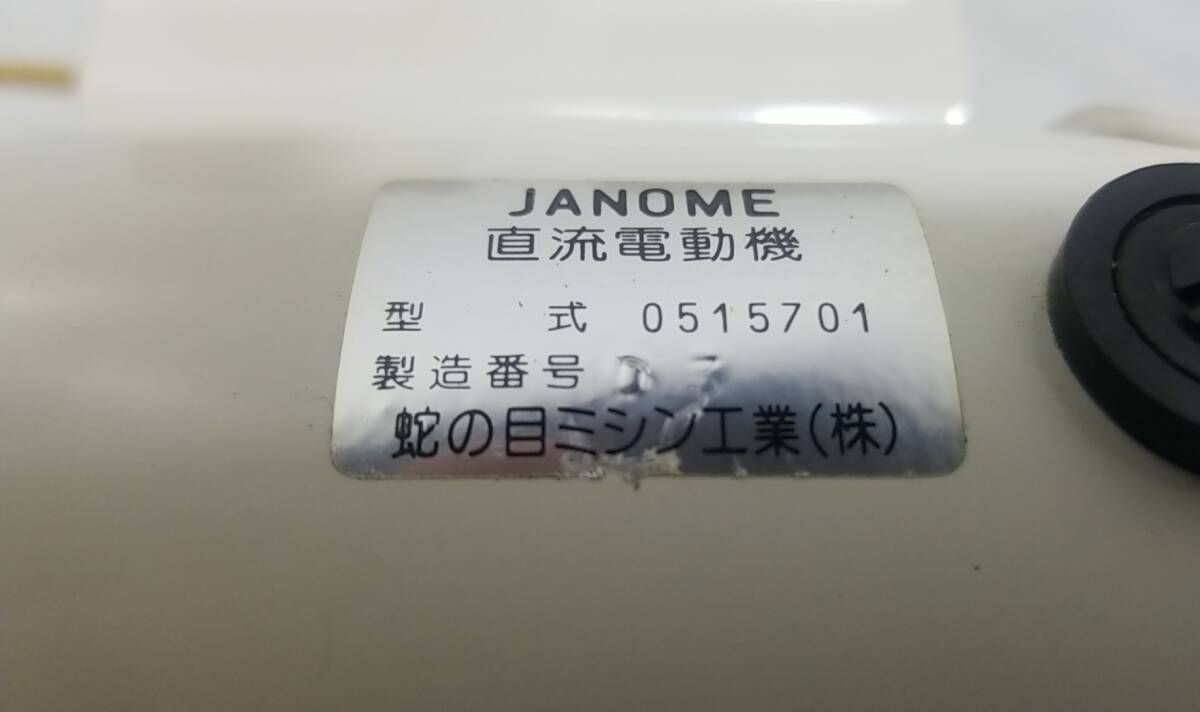 JANOME
直流電動機
型 式 0515701
製造番号
蛇の目ミシン工業(株)